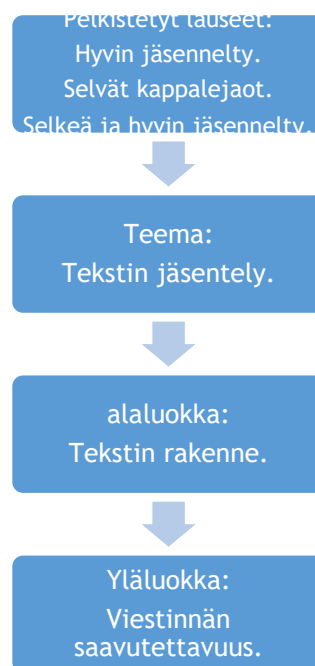 Pelkistetyt lauseet:
Hyvin jäsennelty.
Selvät kappalejaot.
Selkeä ja hyvin jäsennelty.
Teema:
Tekstin jäsentely.
alaluokka:
Tekstin rakenne.
Yläluokka:
Viestinnän
saavutettavuus.